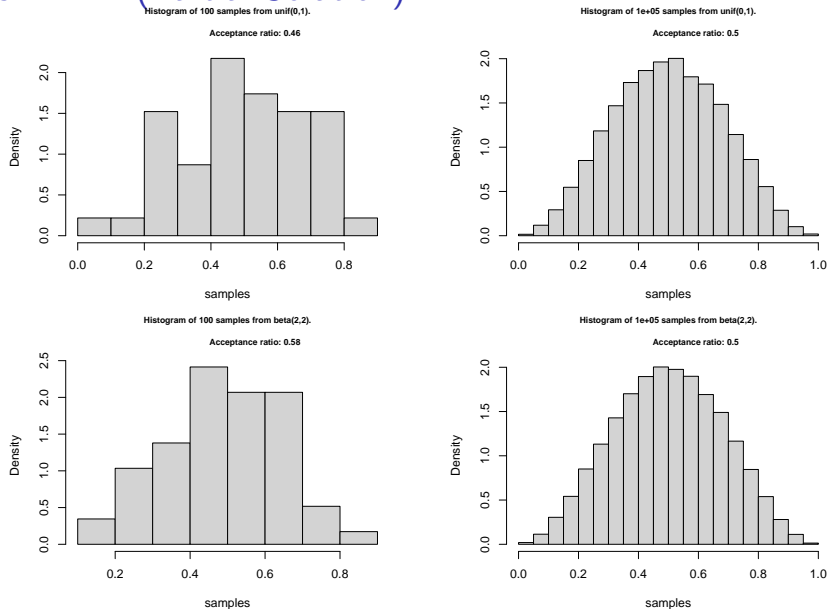 Histogram of 100 samples from unif(0,1).
Acceptance ratio: 0.46
Density
0.0 0.5 1.0 1.5 2.0
0.0 0.2 0.4 0.6 0.8
samples
Histogram of 1e+05 samples from unif(0,1).
Acceptance ratio: 0.5
Density
0.0 0.5 1.0 1.5 2.0
0.0 0.2 0.4 0.6 0.8 1.0
samples
Histogram of 100 samples from beta(2,2).
Acceptance ratio: 0.58
Density
0.0 0.5 1.0 1.5 2.0 2.5
0.2 0.4 0.6 0.8
samples
Histogram of 1e+05 samples from beta(2,2).
Acceptance ratio: 0.5
Density
0.0 0.5 1.0 1.5 2.0
0.0 0.2 0.4 0.6 0.8 1.0
samples